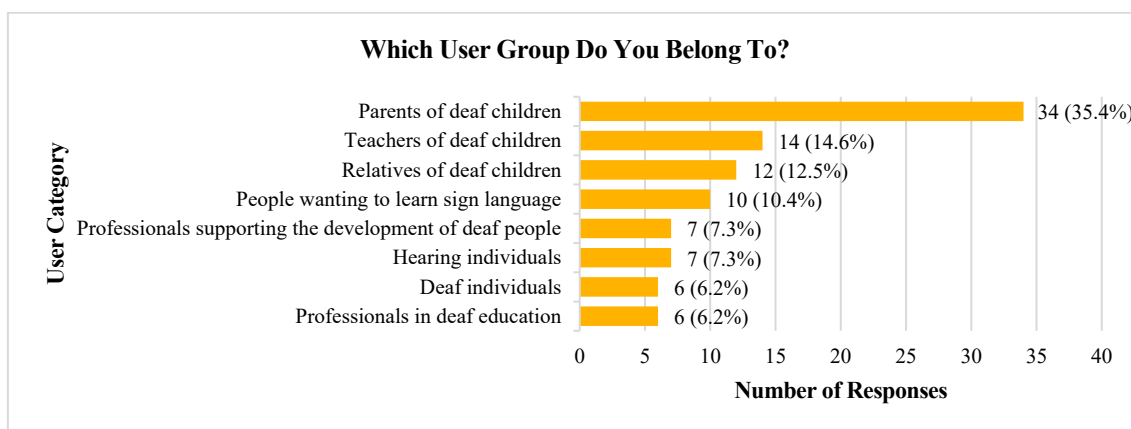 Which User Group Do You Belong To?
User Category
Parents of deaf children
34 (35.4%)
Teachers of deaf children
14 (14.6%)
Relatives of deaf children
12 (12.5%)
People wanting to learn sign language
10 (10.4%)
Professionals supporting the development of deaf people
7 (7.3%)
Hearing individuals
7 (7.3%)
Deaf individuals
6 (6.2%)
Professionals in deaf education
6 (6.2%)
0 5 10 15 20 25 30 35 40
Number of Responses